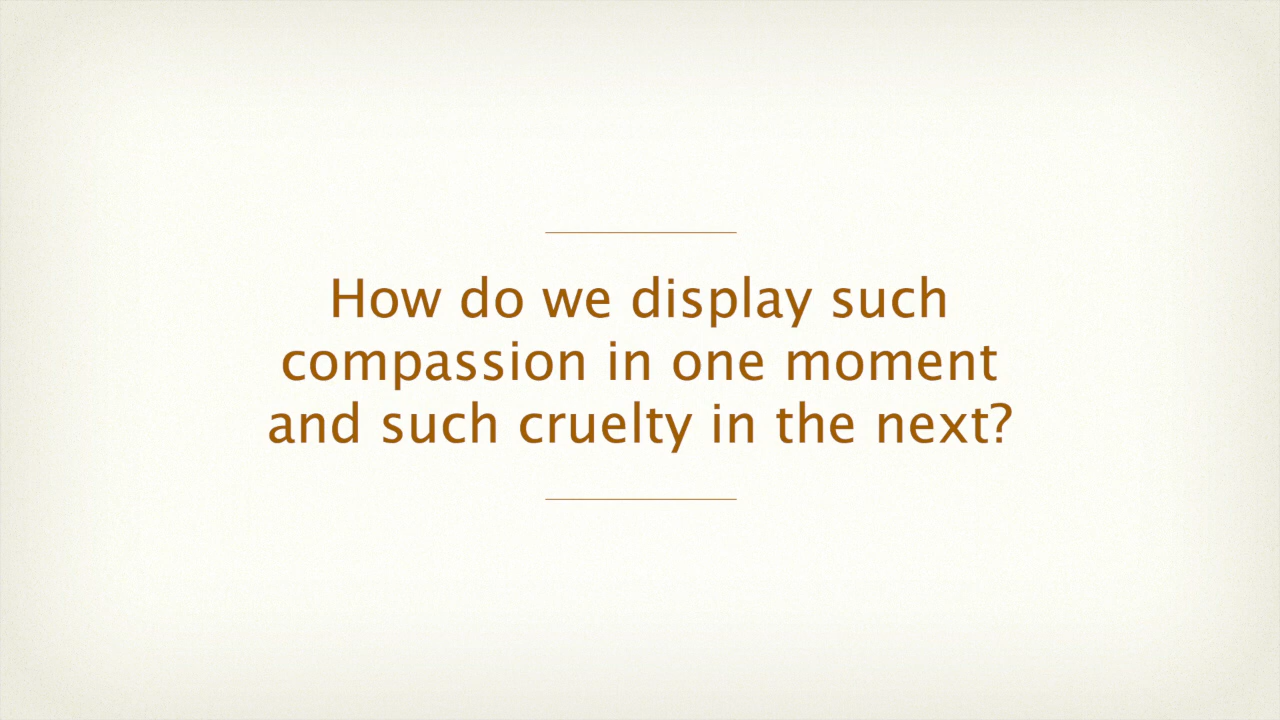 How do we display such
compassion in one moment
and such cruelty in the next?